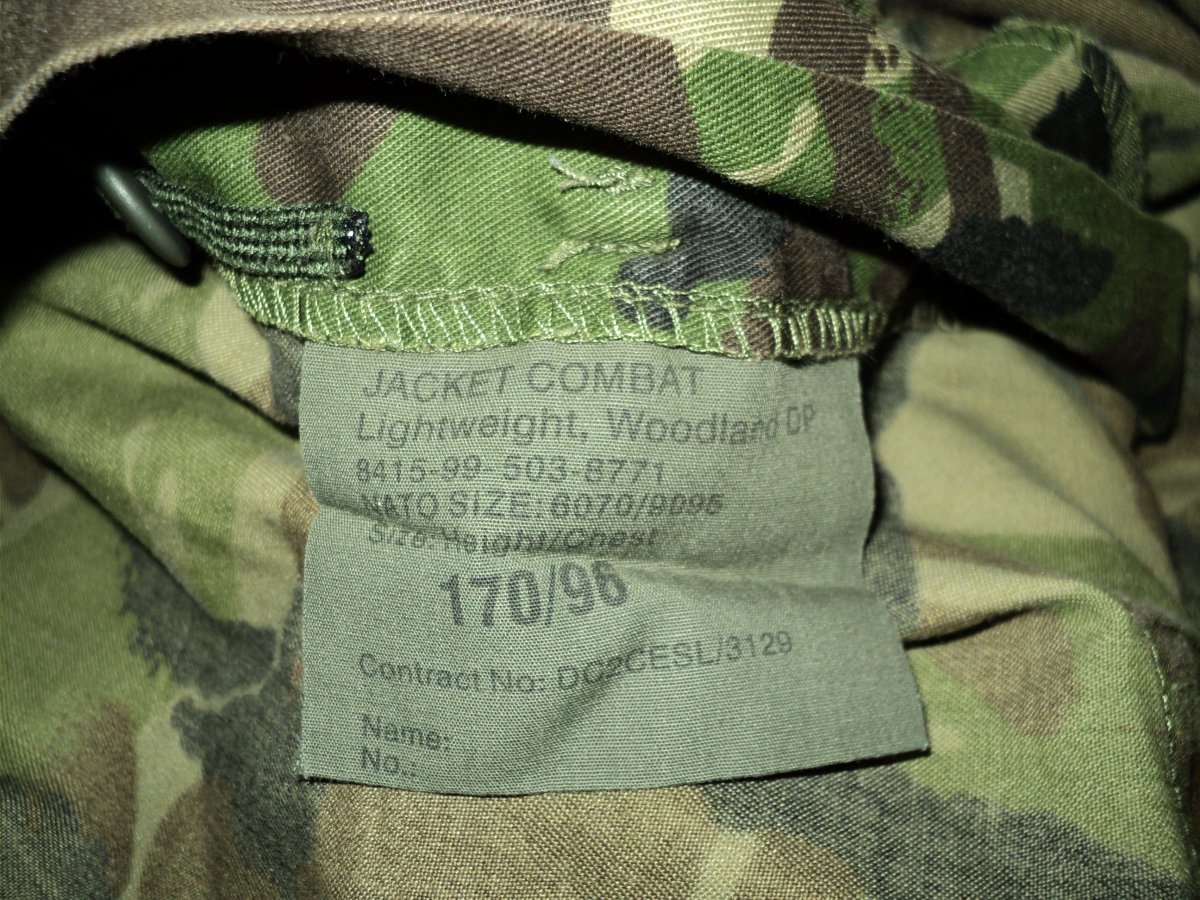 JACKET COMBAT
Lightweight, Woodland DP
8415-99-503-8771
NATO SIZE: 6070/9095
Size: Height/Chest
170/96
Contract No: DC2CESL/3129
Name:
No.: